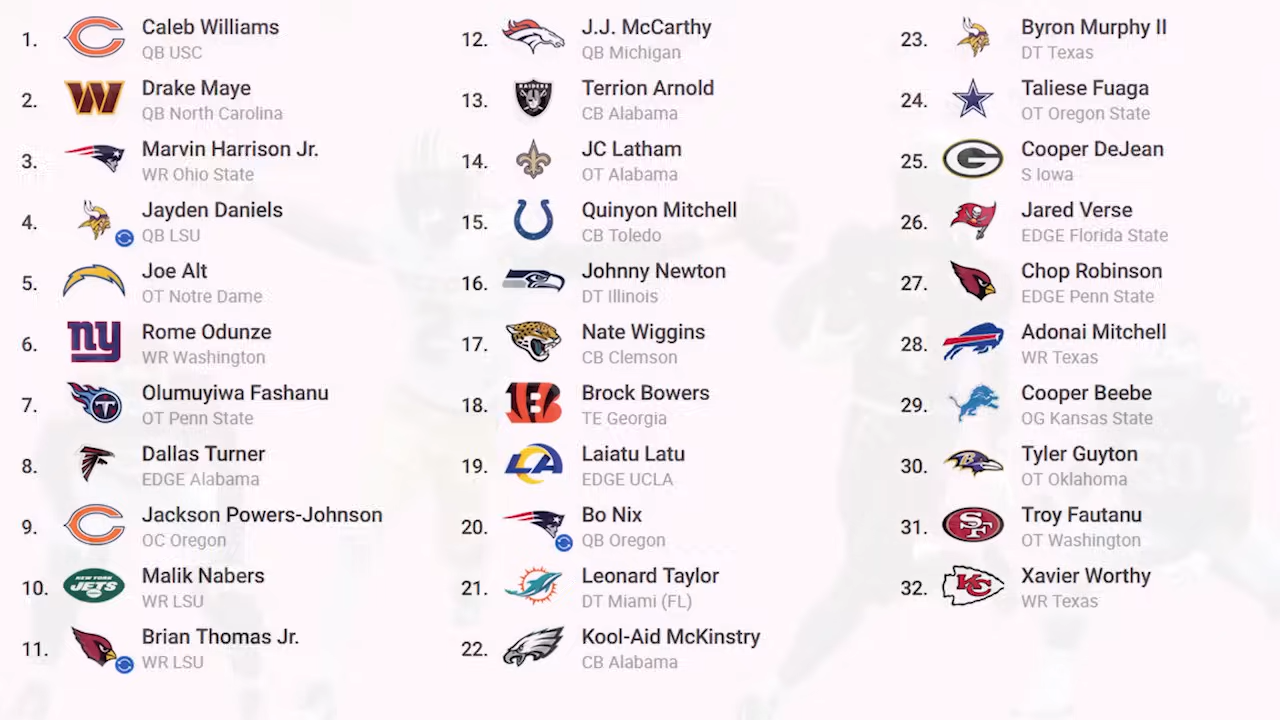 1.
Caleb Williams
QB USC
2.
Drake Maye
QB North Carolina
3.
Marvin Harrison Jr.
WR Ohio State
4.
Jayden Daniels
QB LSU
5.
Joe Alt
OT Notre Dame
6.
ny
Rome Odunze
WR Washington
7.
T
Olumuyiwa Fashanu
OT Penn State
8.
Dallas Turner
EDGE Alabama
9.
Jackson Powers-Johnson
OC Oregon
10.
NEW YORK
JETS
Malik Nabers
WR LSU
11.
Brian Thomas Jr.
WR LSU
12.
J.J. McCarthy
QB Michigan
13.
RAIDERS
Terrion Arnold
CB Alabama
14.
JC Latham
OT Alabama
15.
Quinyon Mitchell
CB Toledo
16.
Johnny Newton
DT Illinois
17.
Nate Wiggins
CB Clemson
18.
B
Brock Bowers
TE Georgia
19.
LA
Laiatu Latu
EDGE UCLA
20.
Bo Nix
QB Oregon
21.
Leonard Taylor
DT Miami (FL)
22.
Kool-Aid McKinstry
CB Alabama
23.
Byron Murphy II
DT Texas
24.
Taliese Fuaga
OT Oregon State
25.
G
Cooper DeJean
S Iowa
26.
Jared Verse
EDGE Florida State
27.
Chop Robinson
EDGE Penn State
28.
Adonai Mitchell
WR Texas
29.
Cooper Beebe
OG Kansas State
30.
B
Tyler Guyton
OT Oklahoma
31.
SF
Troy Fautanu
OT Washington
32.
KC
Xavier Worthy
WR Texas